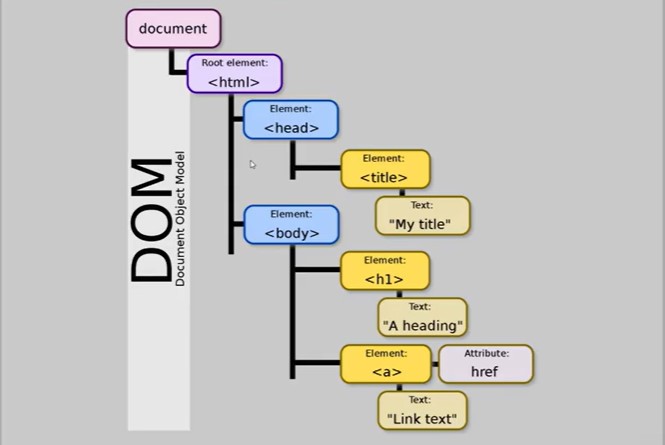 document
Root element:
<html>
Element:
<head>
Element:
<title>
Text:
"My title"
Element:
<body>
Element:
<h1>
Text:
"A heading"
Element:
<a>
Attribute:
href
Text:
"Link text"
DOM
Document Object Model